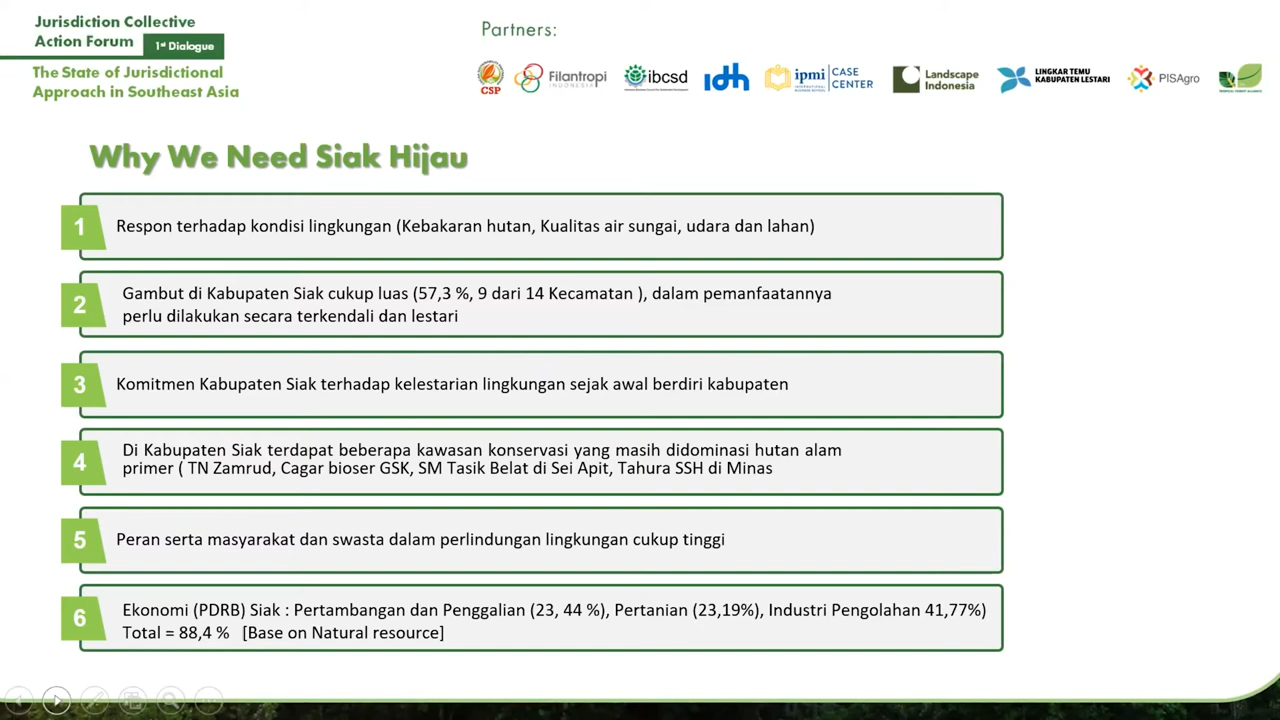 Jurisdiction Collective
Action Forum
1st Dialogue
The State of Jurisdictional
Approach in Southeast Asia
Partners:
CSP
Filantropi
INDONESIA
ibcsd
idh
ipmi
CASE
CENTER
Landscape
Indonesia
LINGKAR TEMU
KABUPATEN LESTARI
PISAgro
Why We Need Siak Hijau
1
Respon terhadap kondisi lingkungan (Kebakaran hutan, Kualitas air sungai, udara dan lahan)
2
Gambut di Kabupaten Siak cukup luas (57,3 %, 9 dari 14 Kecamatan ), dalam pemanfaatannya
perlu dilakukan secara terkendali dan lestari
3
Komitmen Kabupaten Siak terhadap kelestarian lingkungan sejak awal berdiri kabupaten
4
Di Kabupaten Siak terdapat beberapa kawasan konservasi yang masih didominasi hutan alam
primer ( TN Zamrud, Cagar bioser GSK, SM Tasik Belat di Sei Apit, Tahura SSH di Minas
5
Peran serta masyarakat dan swasta dalam perlindungan lingkungan cukup tinggi
6
Ekonomi (PDRB) Siak : Pertambangan dan Penggalian (23, 44 %), Pertanian (23,19%), Industri Pengolahan 41,77%)
Total = 88,4 % [Base on Natural resource]